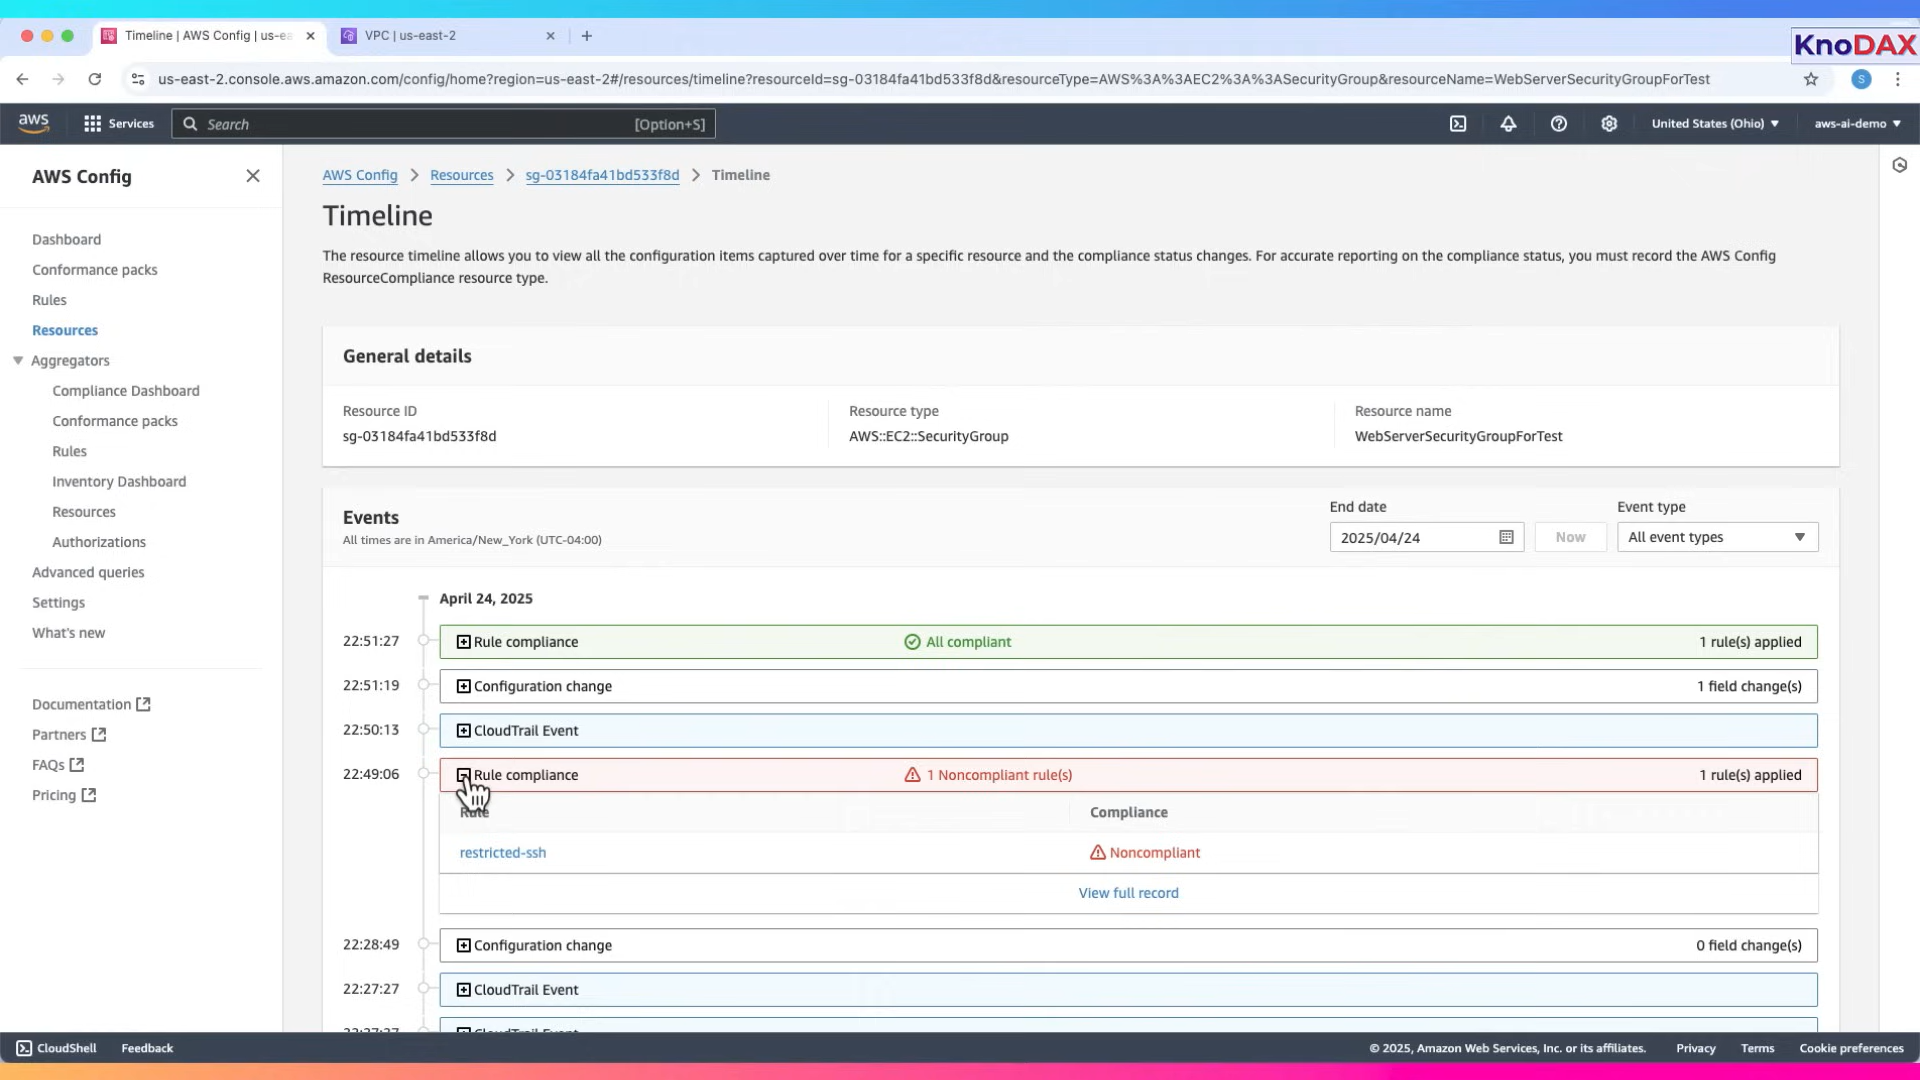 Timeline | AWS Config | us-ea
VPC | us-east-2
KnoDAX
us-east-2.console.aws.amazon.com/config/home?region=us-east-2#/resources/timeline?resourceId=sg-03184fa41bd533f8d&resourceType=AWS%3A%3AEC2%3A%3ASecurityGroup&resourceName=WebServerSecurityGroupForTest
S
aws
Services
Search
[Option+S]
United States (Ohio)
aws-ai-demo
AWS Config
Dashboard
Conformance packs
Rules
Resources
Aggregators
Compliance Dashboard
Conformance packs
Rules
Inventory Dashboard
Resources
Authorizations
Advanced queries
Settings
What's new
Documentation
Partners
FAQs
Pricing
AWS Config > Resources > sg-03184fa41bd533f8d > Timeline
Timeline
The resource timeline allows you to view all the configuration items captured over time for a specific resource and the compliance status changes. For accurate reporting on the compliance status, you must record the AWS Config
ResourceCompliance resource type.
General details
Resource ID
sg-03184fa41bd533f8d
Resource type
AWS::EC2::SecurityGroup
Resource name
WebServerSecurityGroupForTest
Events
All times are in America/New_York (UTC-04:00)
End date
2025/04/24
Now
Event type
All event types
April 24, 2025
22:51:27 Rule compliance All compliant 1 rule(s) applied
22:51:19 Configuration change 1 field change(s)
22:50:13 CloudTrail Event
22:49:06 Rule compliance 1 Noncompliant rule(s) 1 rule(s) applied
Rule Compliance
restricted-ssh Noncompliant
View full record
22:28:49 Configuration change 0 field change(s)
22:27:27 CloudTrail Event
22:27:27 CloudTrail Event
CloudShell
Feedback
© 2025, Amazon Web Services, Inc. or its affiliates.
Privacy
Terms
Cookie preferences